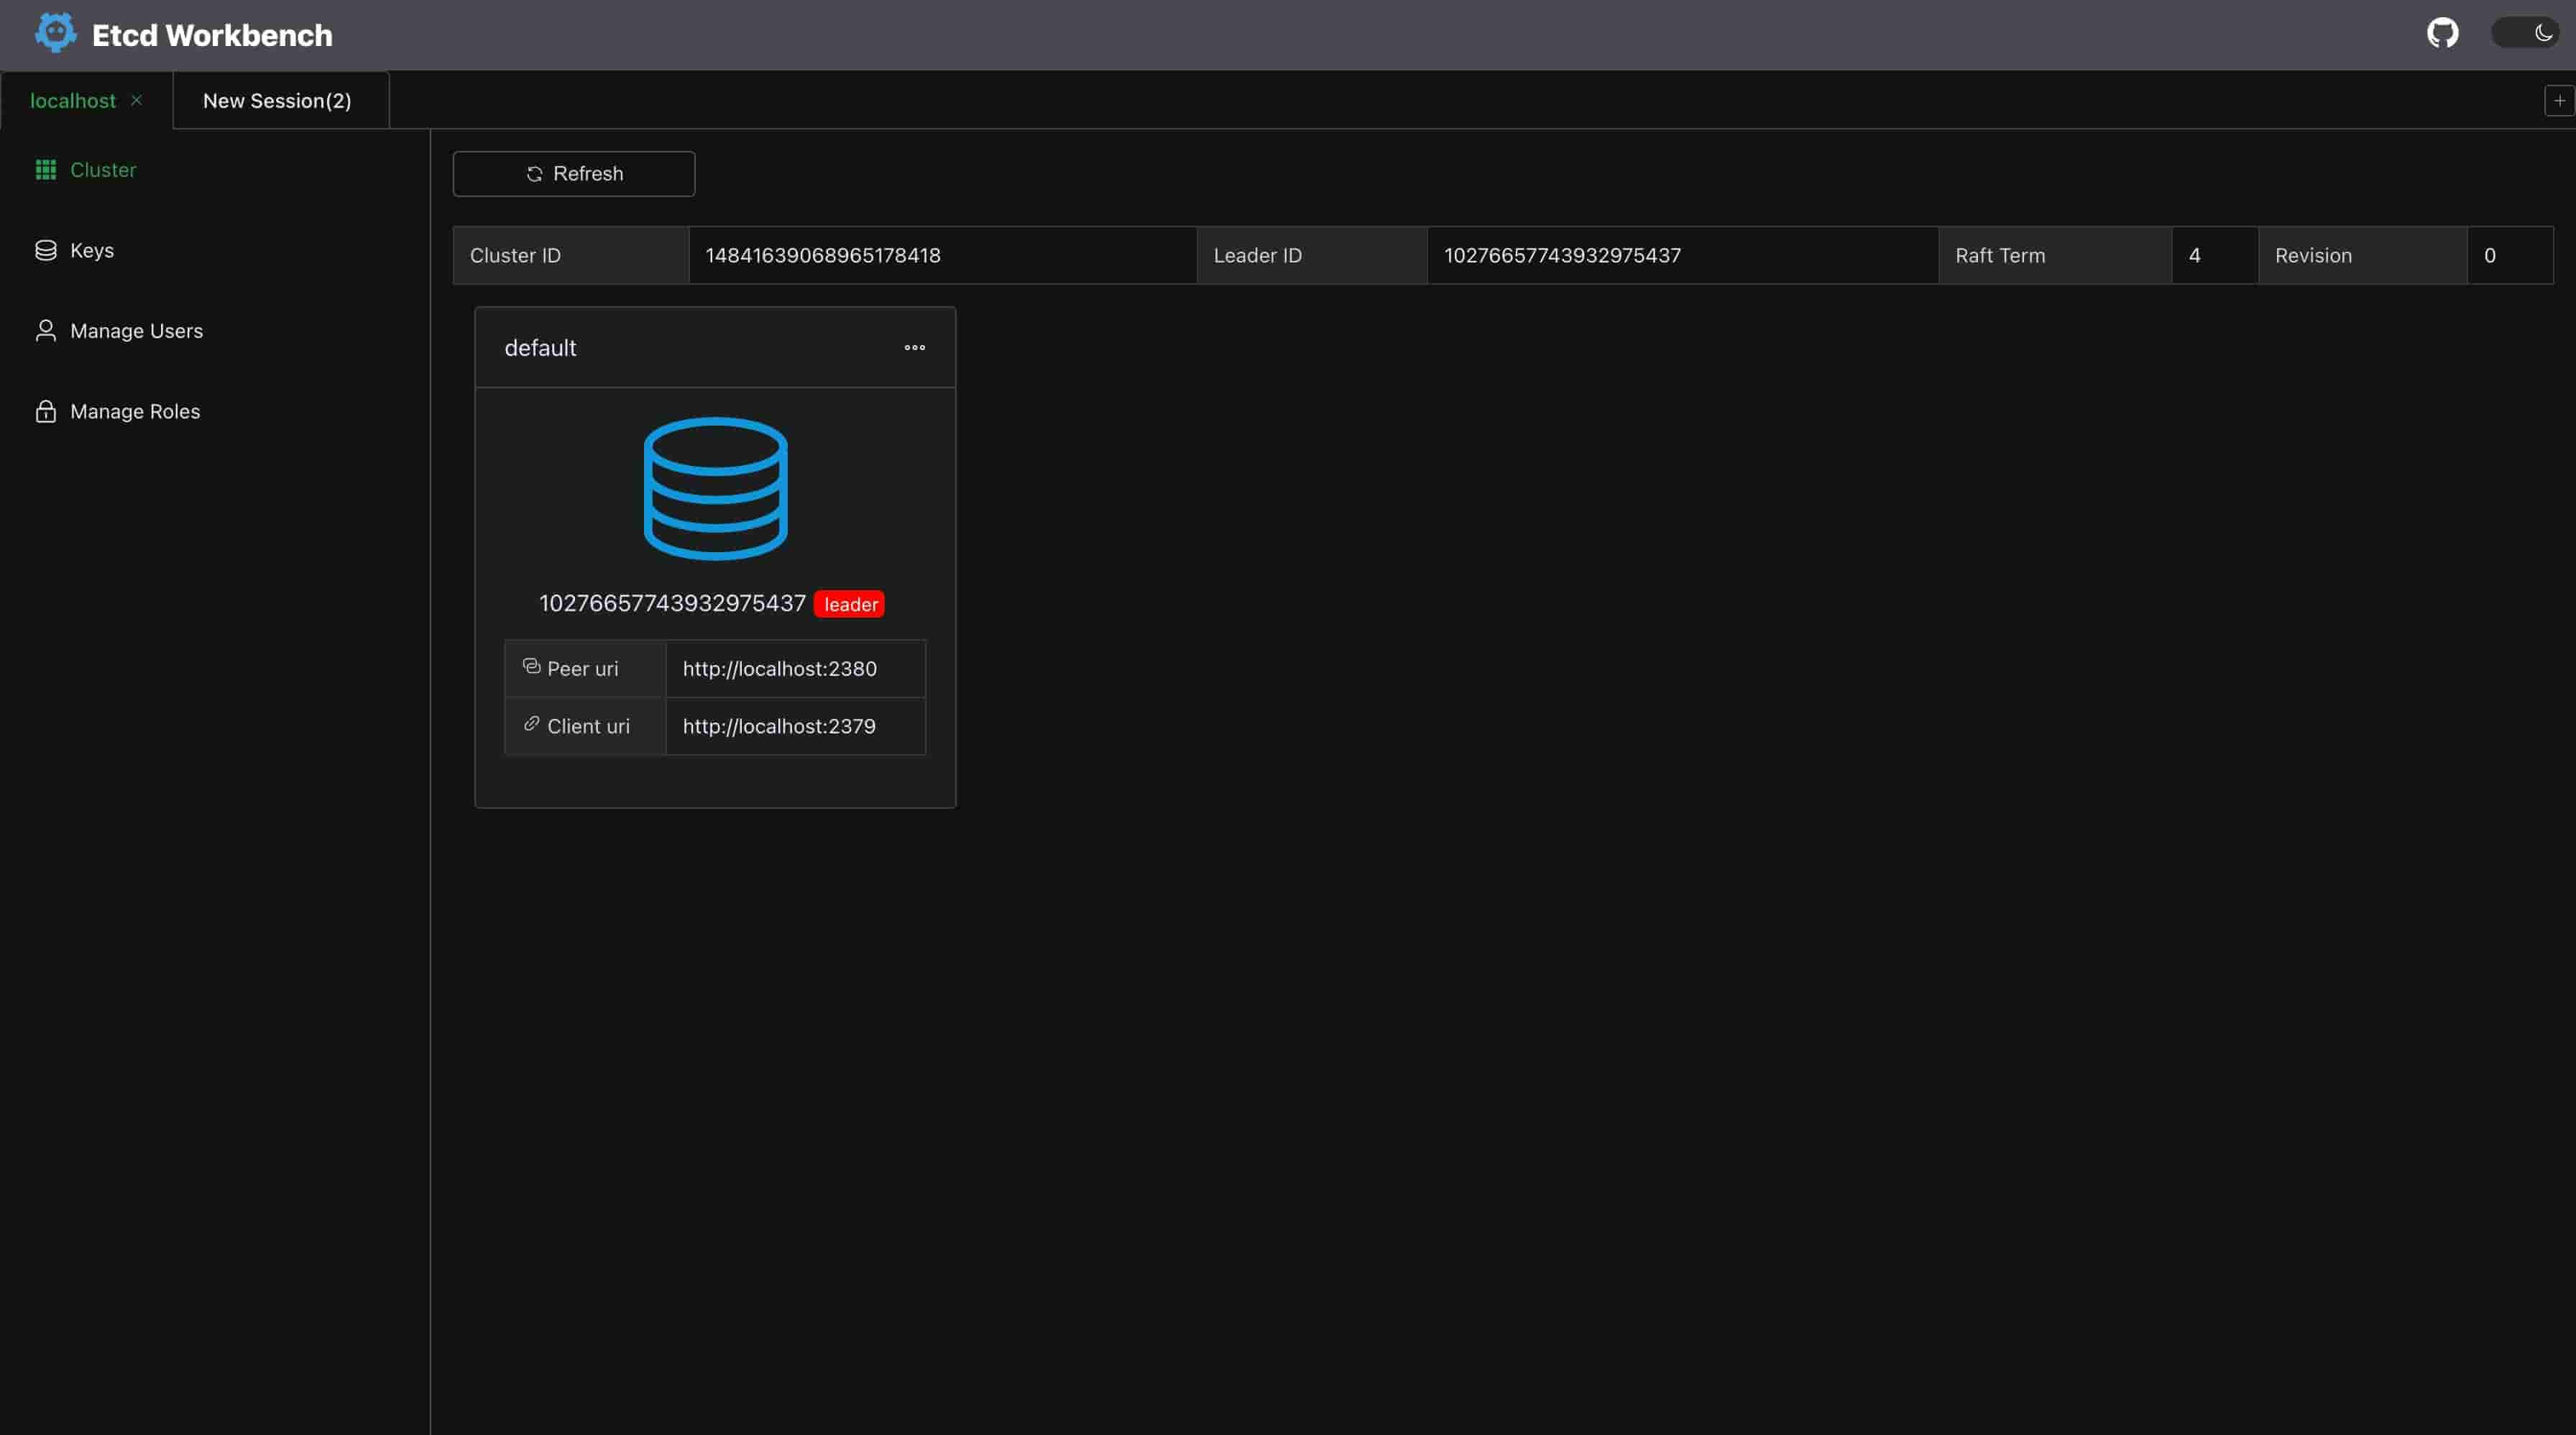 Etcd Workbench
localhost
New Session(2)
Cluster
Keys
Manage Users
Manage Roles
Refresh
Cluster ID 14841639068965178418 Leader ID 10276657743932975437 Raft Term 4 Revision 0
default
10276657743932975437 leader
Peer uri http://localhost:2380
Client uri http://localhost:2379